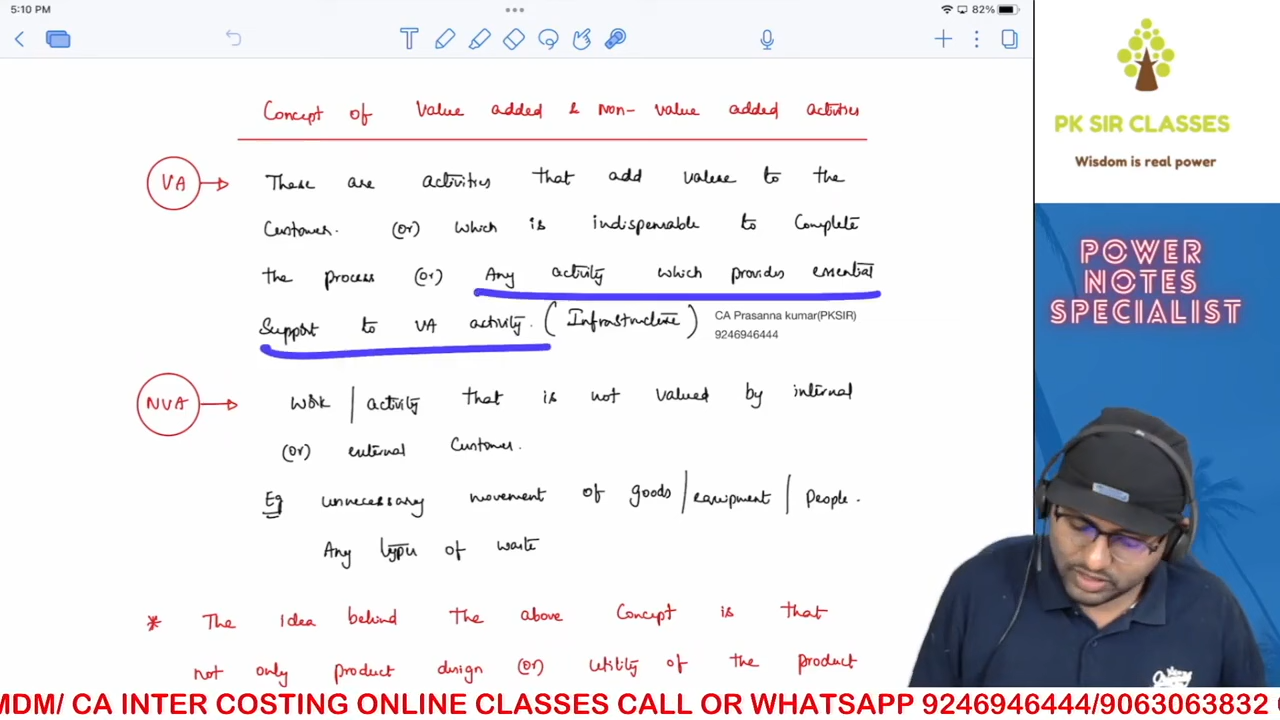 5:10 PM
82%
T
Concept of Value added & Non-value added activities
VA
These are activities that add value to the
Customer. (or) which is indispensable to Complete
the process (or) Any activity which provides essential
Support to VA activity. (Infrastructure)
CA Prasanna kumar(PKSIR)
9246946444
NVA
Work | activity that is not valued by internal
(or) external Customer.
Eg unnecessary movement of goods | equipment | People.
Any type of waste
* The idea behind the above Concept is that
not only product design (or) utility of the product
PK SIR CLASSES
Wisdom is real power
POWER
NOTES
SPECIALIST
MDM/ CA INTER COSTING ONLINE CLASSES CALL OR WHATSAPP 9246946444/9063063832